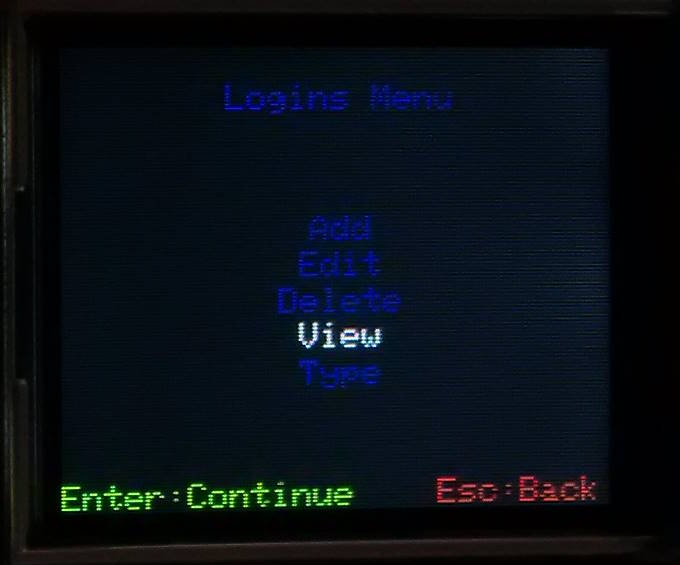 Logins Menu
Add
Edit
Delete
View
Type
Enter:Continue Esc:Back